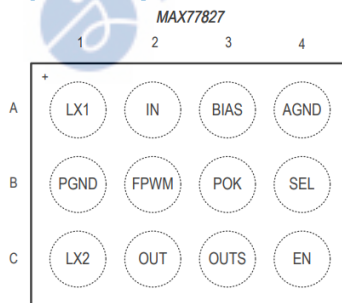 MAX77827
1 2 3 4
+
A LX1 IN BIAS AGND
B PGND FPWM POK SEL
C LX2 OUT OUTS EN